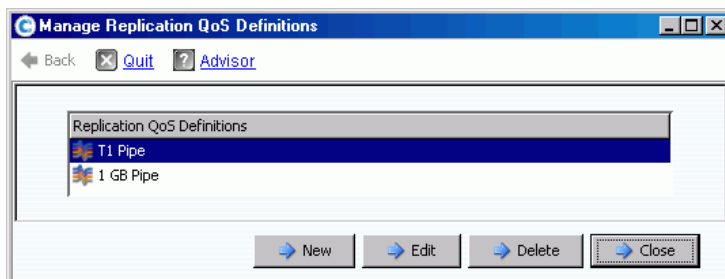 Manage Replication QoS Definitions
Back Quit ? Advisor
Replication QoS Definitions
T1 Pipe
1 GB Pipe
New Edit Delete Close